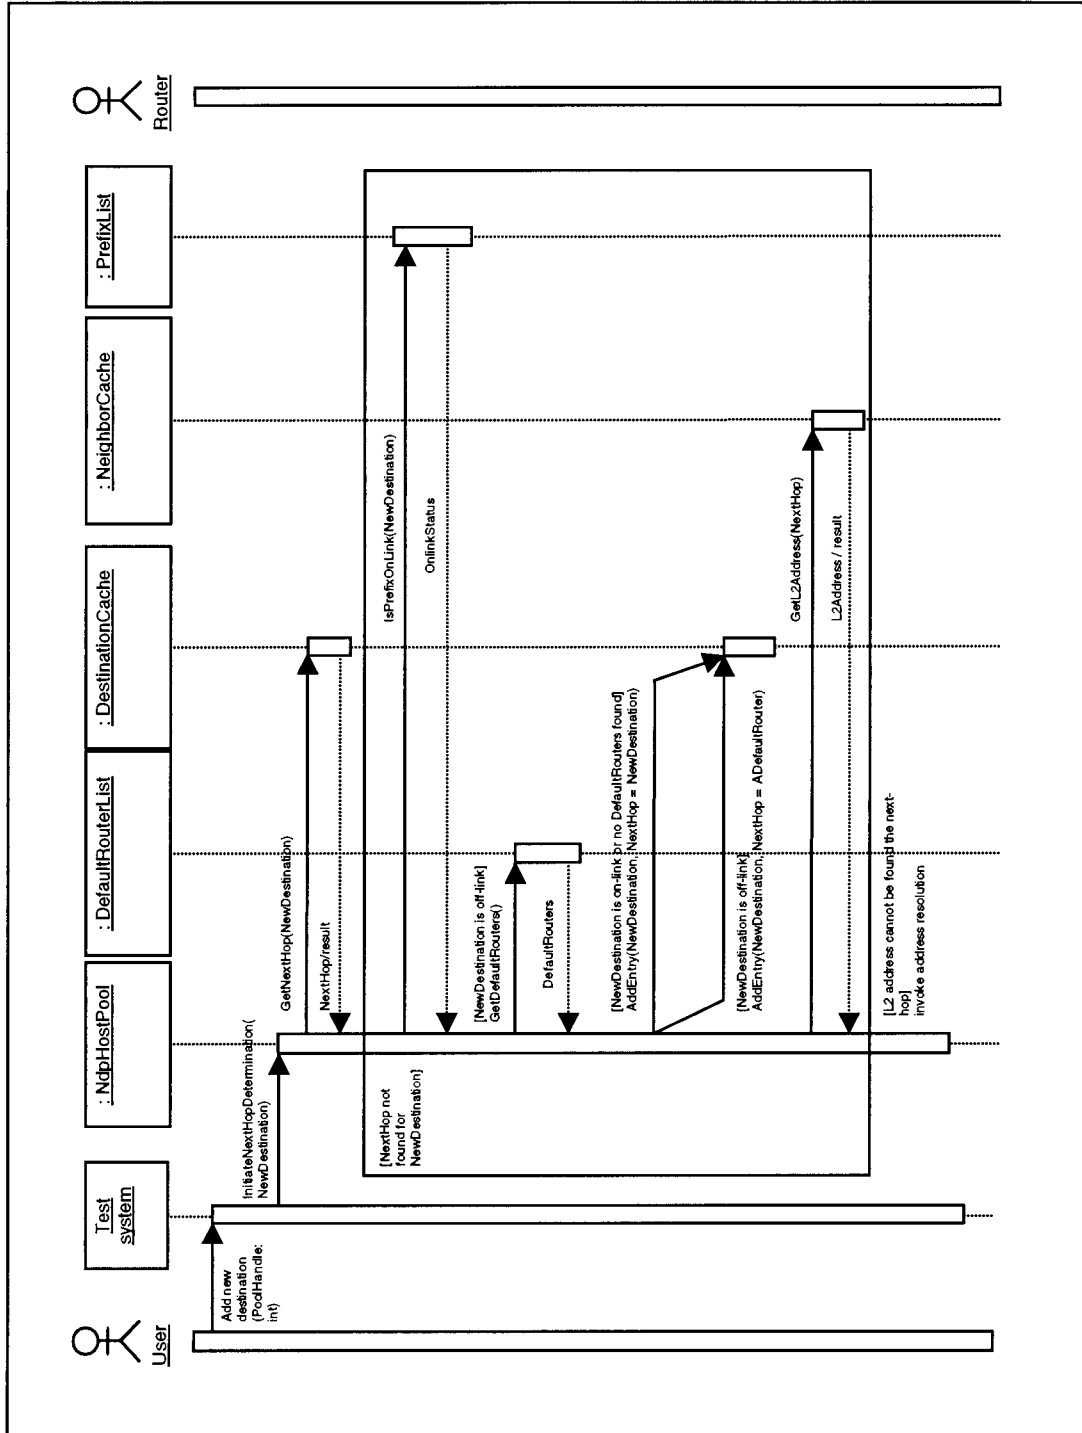 User
Test
system
: NdpHostPool
: DefaultRouterList
: DestinationCache
: NeighborCache
: PrefixList
Router
Add new
destination
(PoolHandle:
int)
InitiateNextHopDetermination(
NewDestination)
GetNextHop(NewDestination)
NextHop/result
[NextHop not
found for
NewDestination]
IsPrefixOnLink(NewDestination)
OnlinkStatus
[NewDestination is off-link]
GetDefaultRouters()
DefaultRouters
[NewDestination is on-link or no DefaultRouters found]
AddEntry(NewDestination, NextHop = NewDestination)
[NewDestination is off-link]
AddEntry(NewDestination, NextHop = ADefaultRouter)
GetL2Address(NextHop)
L2Address / result
[L2 address cannot be found the next-
hop]
invoke address resolution